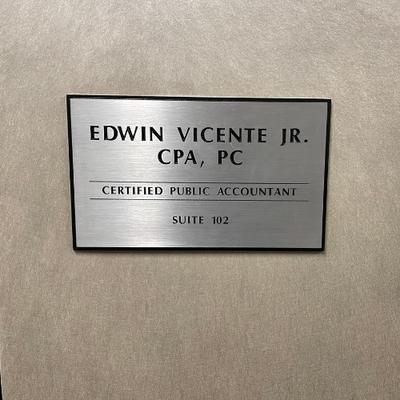 EDWIN VICENTE JR.
CPA, PC
CERTIFIED PUBLIC ACCOUNTANT
SUITE 102